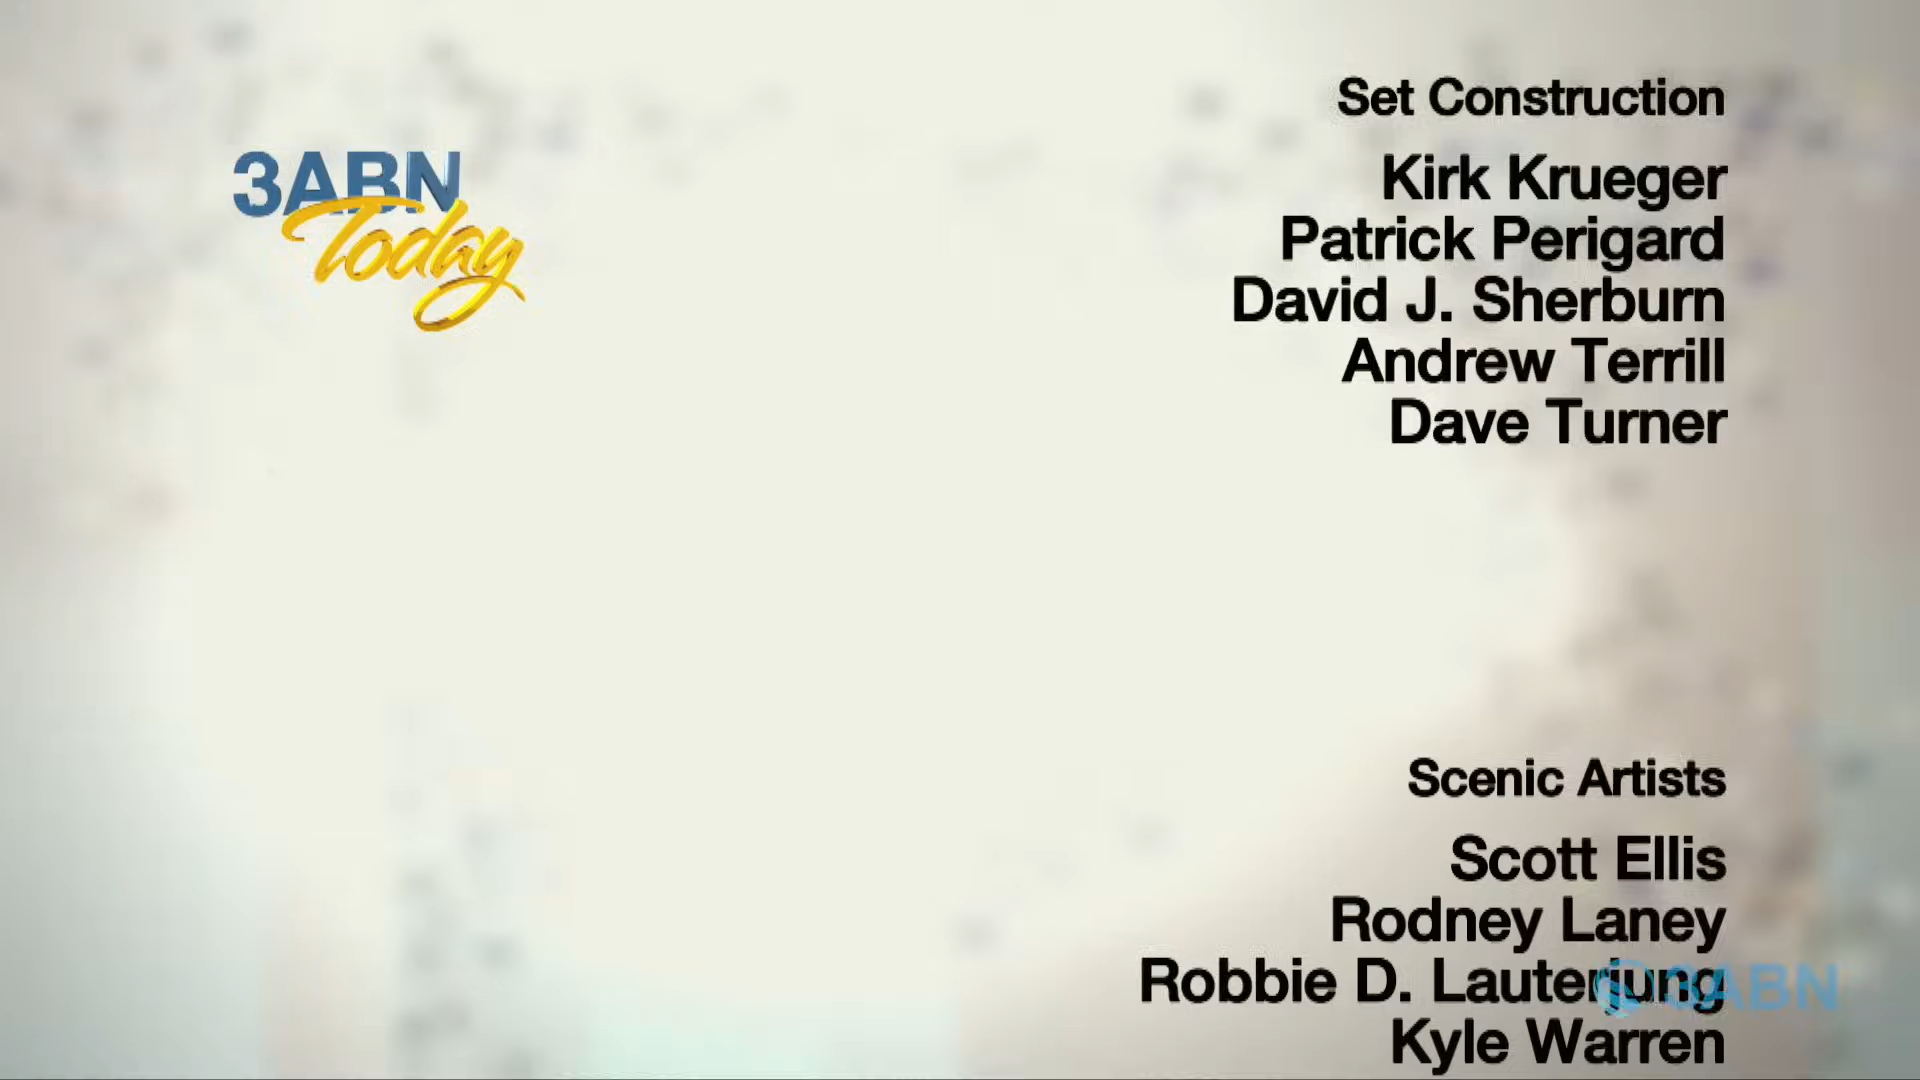 3ABN
Today
Set Construction
Kirk Krueger
Patrick Perigard
David J. Sherburn
Andrew Terrill
Dave Turner
Scenic Artists
Scott Ellis
Rodney Laney
Robbie D. Lauterjung
3ABN
Kyle Warren